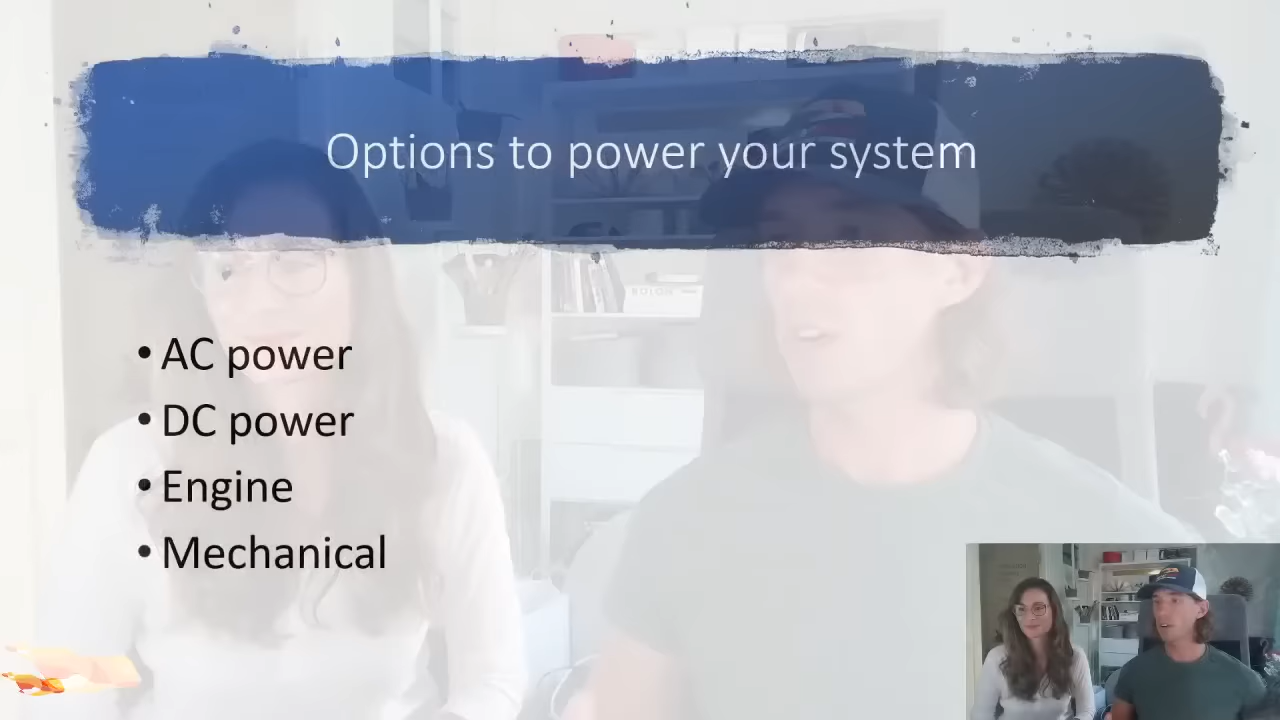 Options to power your system
• AC power
• DC power
• Engine
• Mechanical